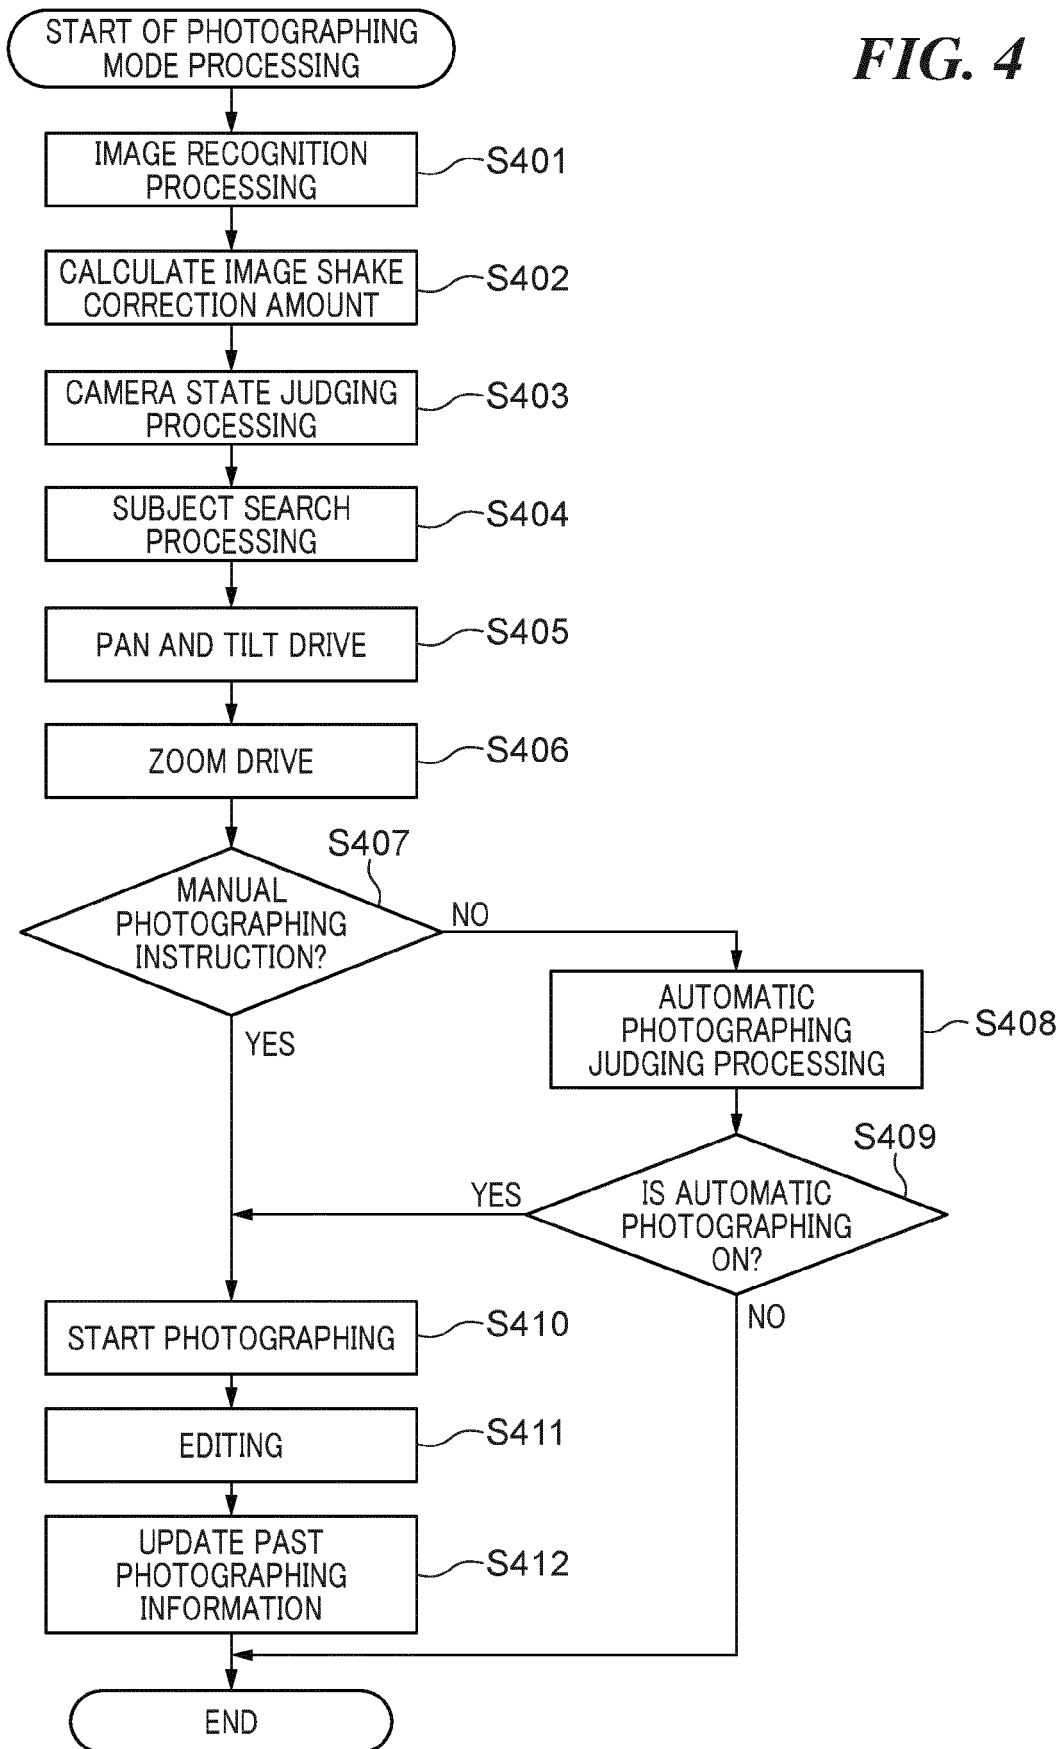 START OF PHOTOGRAPHING
MODE PROCESSING
FIG. 4
IMAGE RECOGNITION
PROCESSING
S401
CALCULATE IMAGE SHAKE
CORRECTION AMOUNT
S402
CAMERA STATE JUDGING
PROCESSING
S403
SUBJECT SEARCH
PROCESSING
S404
PAN AND TILT DRIVE
S405
ZOOM DRIVE
S406
S407
MANUAL
PHOTOGRAPHING
INSTRUCTION?
NO
YES
AUTOMATIC
PHOTOGRAPHING
JUDGING PROCESSING
S408
S409
IS AUTOMATIC
PHOTOGRAPHING
ON?
YES
NO
START PHOTOGRAPHING
S410
EDITING
S411
UPDATE PAST
PHOTOGRAPHING
INFORMATION
S412
END